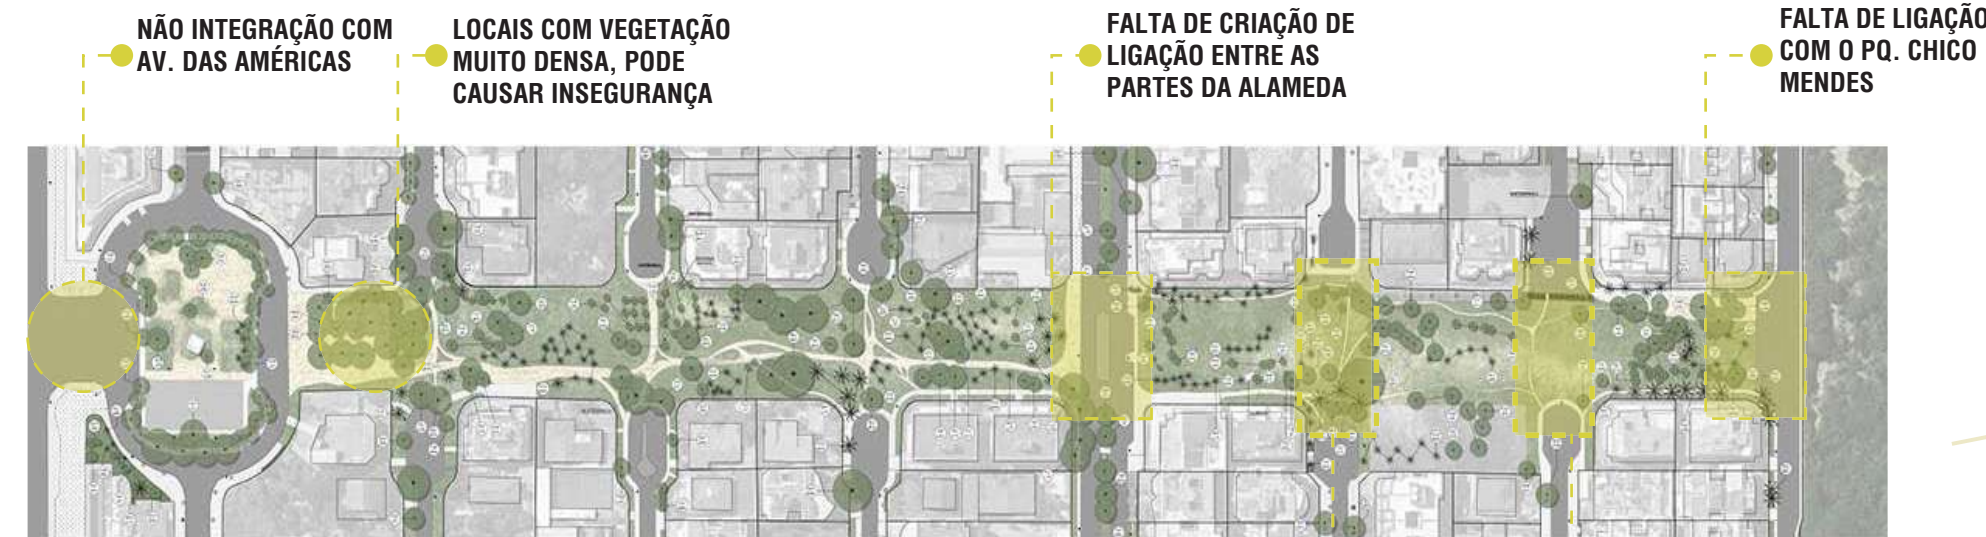 NÃO INTEGRAÇÃO COM
AV. DAS AMÉRICAS
LOCAIS COM VEGETAÇÃO
MUITO DENSA, PODE
CAUSAR INSEGURANÇA
FALTA DE CRIAÇÃO DE
LIGAÇÃO ENTRE AS
PARTES DA ALAMEDA
FALTA DE LIGAÇÃO
COM O PQ. CHICO
MENDES